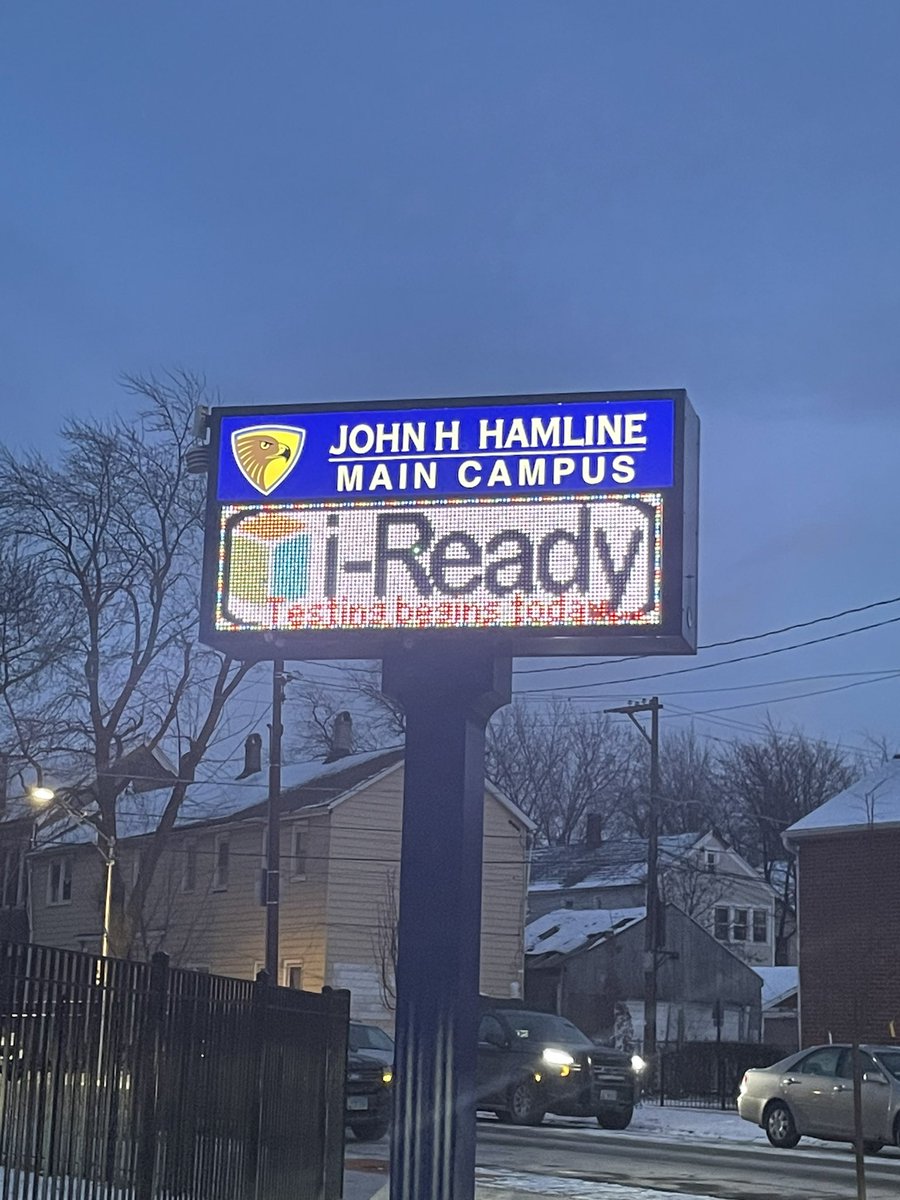 JOHN H HAMLINE
MAIN CAMPUS
i-Ready
Testing begins today...